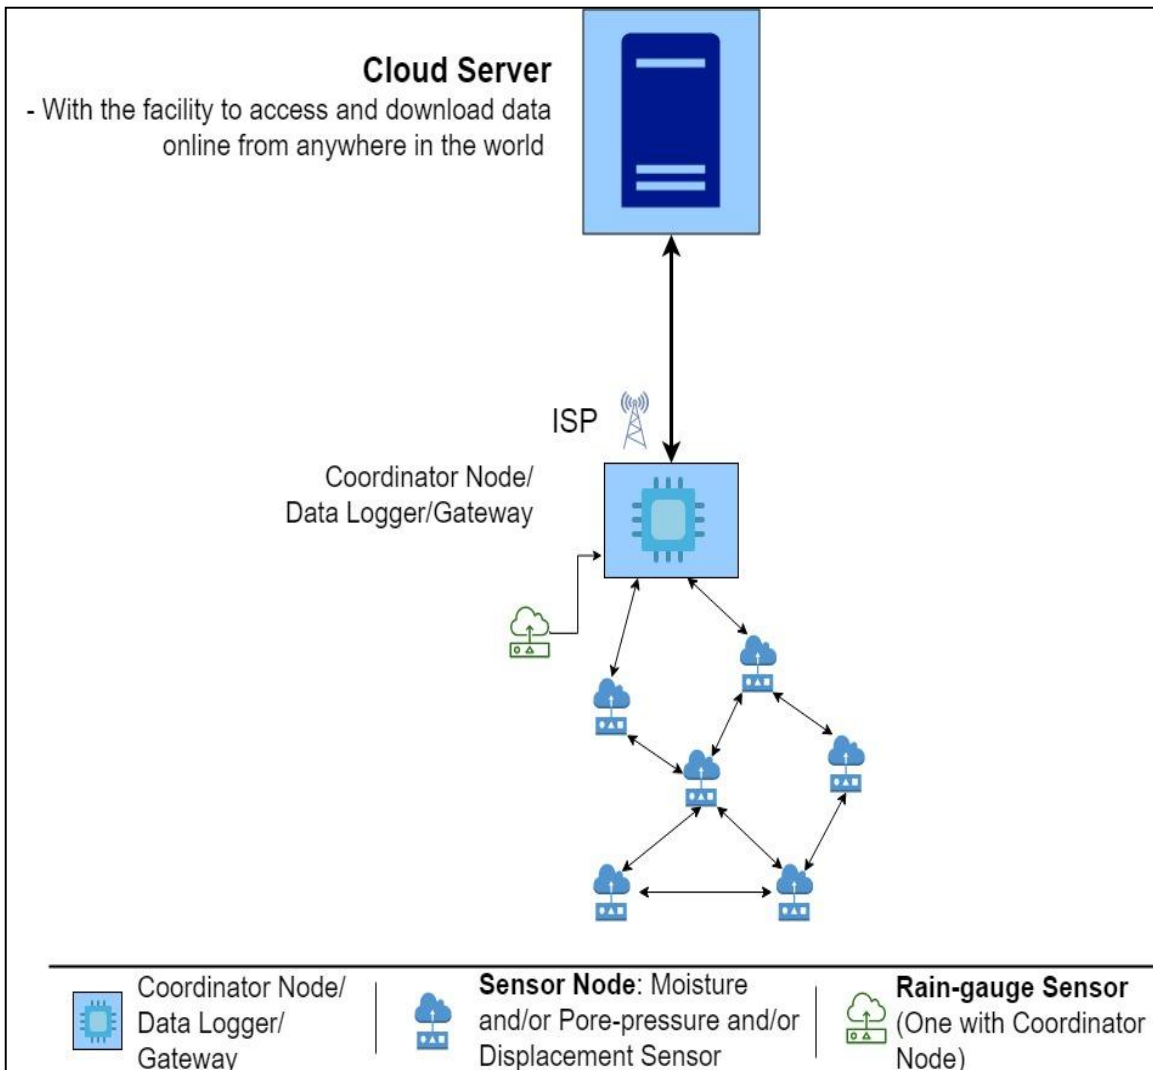 Cloud Server
- With the facility to access and download data
online from anywhere in the world
ISP
Coordinator Node/
Data Logger/Gateway
Coordinator Node/
Data Logger/
Gateway
Sensor Node: Moisture
and/or Pore-pressure and/or
Displacement Sensor
Rain-gauge Sensor
(One with Coordinator
Node)